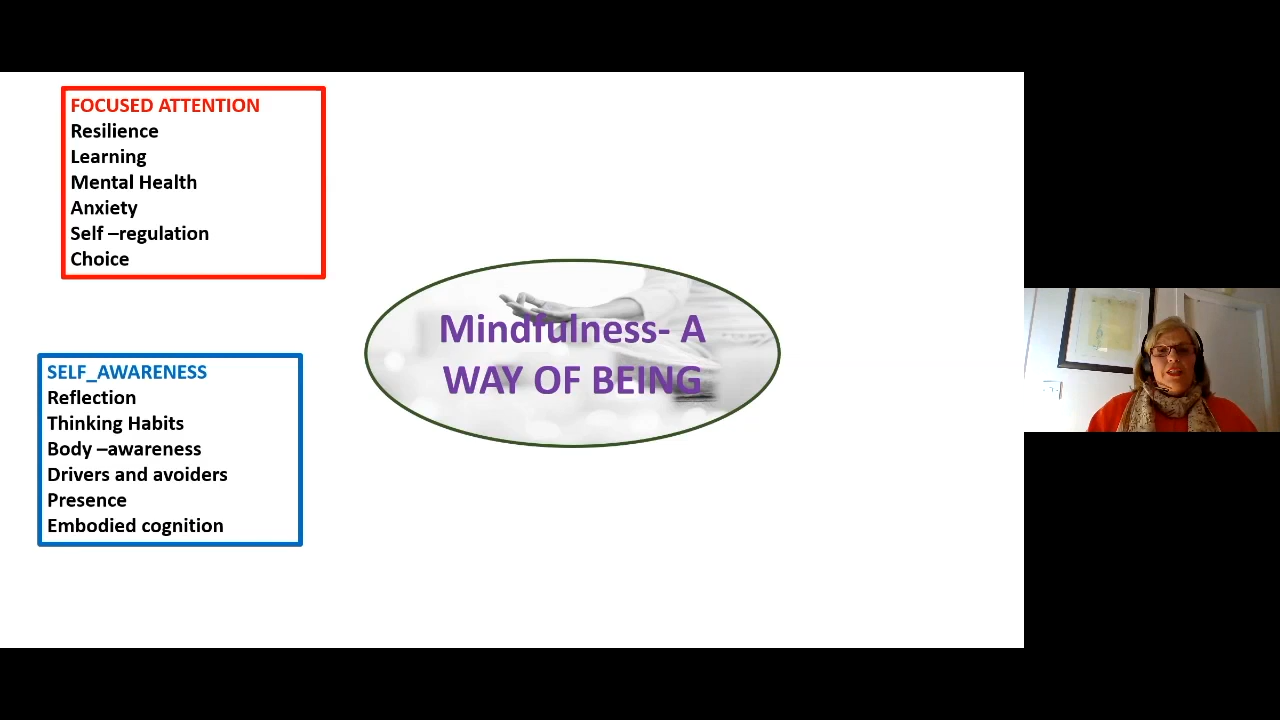 FOCUSED ATTENTION
Resilience
Learning
Mental Health
Anxiety
Self –regulation
Choice
Mindfulness- A
WAY OF BEING
SELF_AWARENESS
Reflection
Thinking Habits
Body –awareness
Drivers and avoiders
Presence
Embodied cognition